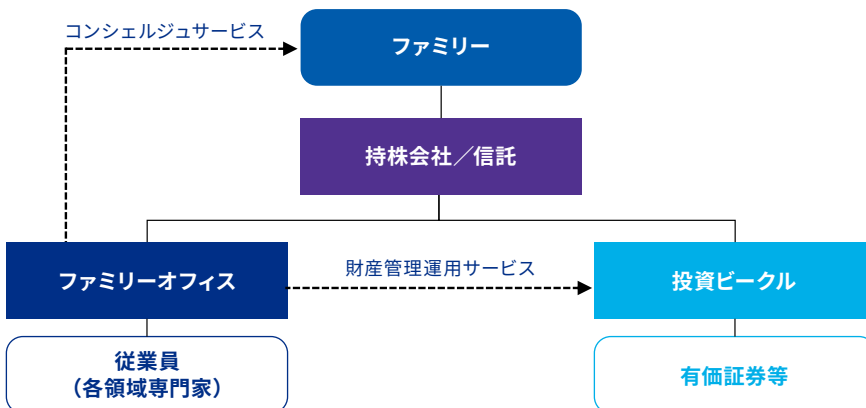 コンシェルジュサービス
ファミリー
持株会社／信託
ファミリーオフィス
財産管理運用サービス
投資ビークル
従業員
（各領域専門家）
有価証券等